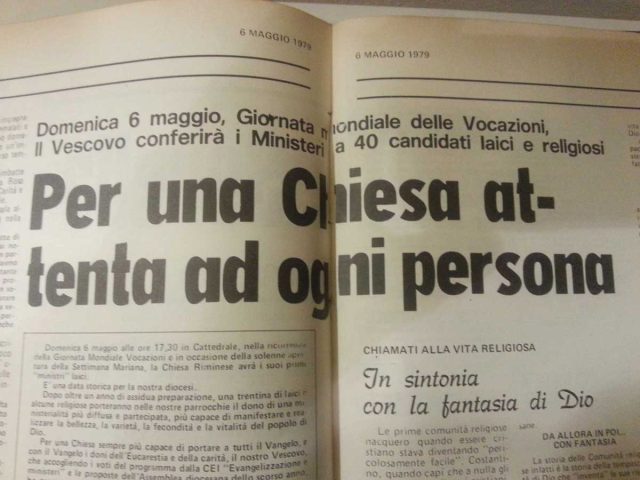 6 MAGGIO 1979
6 MAGGIO 1979
Domenica 6 maggio, Giornata mondiale delle Vocazioni,
Il Vescovo conferirà i Ministeri a 40 candidati laici e religiosi
Per una Chiesa at-
tenta ad ogni persona
Domenica 6 maggio alle ore 17,30 in Cattedrale, nella ricorrenza
della Giornata Mondiale Vocazioni e in occasione della solenne aper-
tura della Settimana Mariana, la Chiesa Riminese avrà i suoi primi
"ministri" laici.
E' una data storica per la nostra diocesi.
Dopo oltre un anno di assidua preparazione, una trentina di laici e
alcune religiose porteranno nelle nostre parrocchie il dono di una mi-
nisterialità più diffusa e partecipata, più capace di manifestare e rea-
lizzare la bellezza, la varietà, la fecondità e la vitalità del popolo di
Dio.
Per una Chiesa sempre più capace di portare a tutti il Vangelo, e
con il Vangelo i doni dell'Eucarestia e della carità, il nostro Vescovo,
che accogliendo i voti del programma dalla CEI "Evangelizzazione e
ministeri" e le proposte dell'Assemblea diocesana dello scorso anno,
CHIAMATI ALLA VITA RELIGIOSA
In sintonia
con la fantasia di Dio
Le prime comunità religiose
nacquero quando essere cri-
stiano stava diventando "peri-
colosamente facile". Costanti-
no, quando capì che a nulla gli
sane.
DA ALLORA IN POI...
CON FANTASIA
La storia delle Comunità religio-
se infatti è la storia della tempesta
di Dio che "inventa" le sue